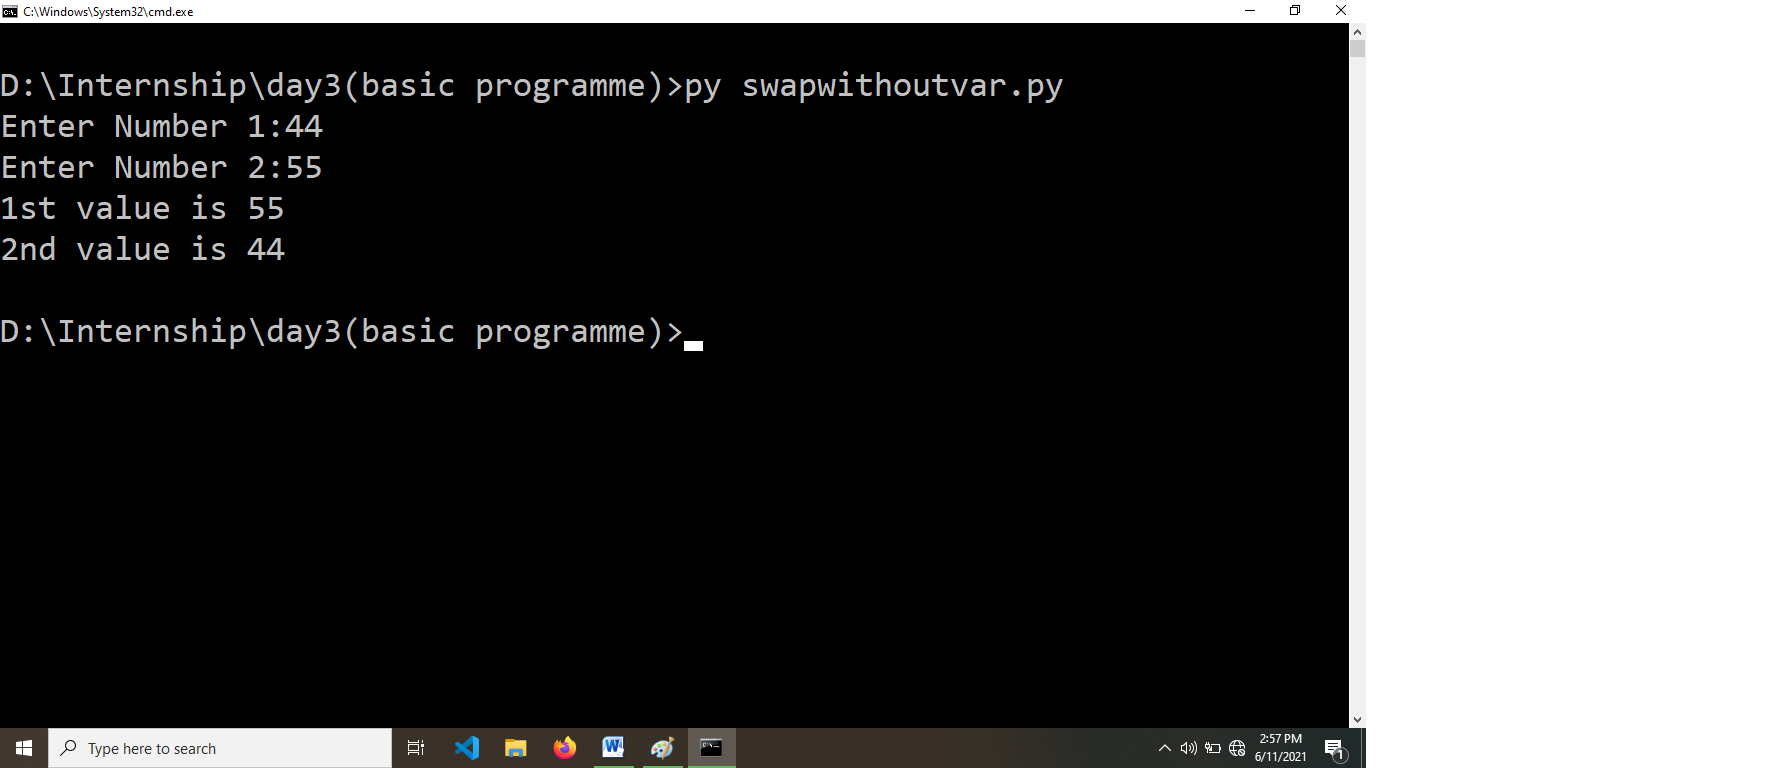 C:\Windows\System32\cmd.exe
D:\Internship\day3(basic programme)>py swapwithoutvar.py
Enter Number 1:44
Enter Number 2:55
1st value is 55
2nd value is 44
D:\Internship\day3(basic programme)>
Type here to search
2:57 PM
6/11/2021
1